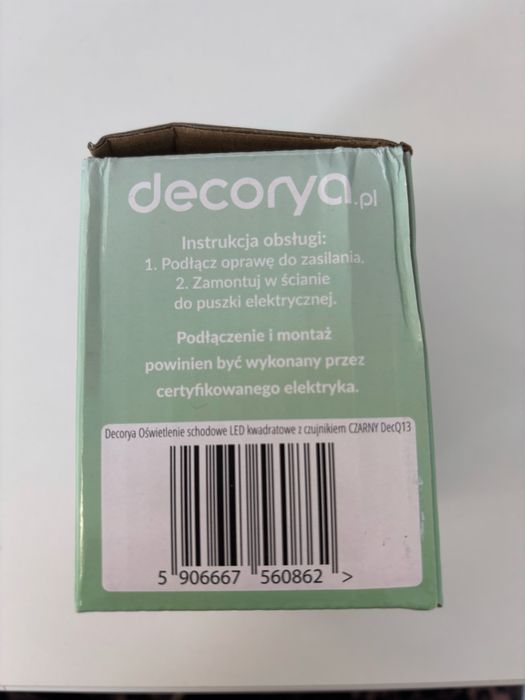 decorya.pl
Instrukcja obsługi:
1. Podłącz oprawę do zasilania.
2. Zamontuj w ścianie
do puszki elektrycznej.
Podłączenie i montaż
powinien być wykonany przez
certyfikowanego elektryka.
Decorya Oświetlenie schodowe LED kwadratowe z czujnikiem CZARNY DecQ13
5 906667 560862 >